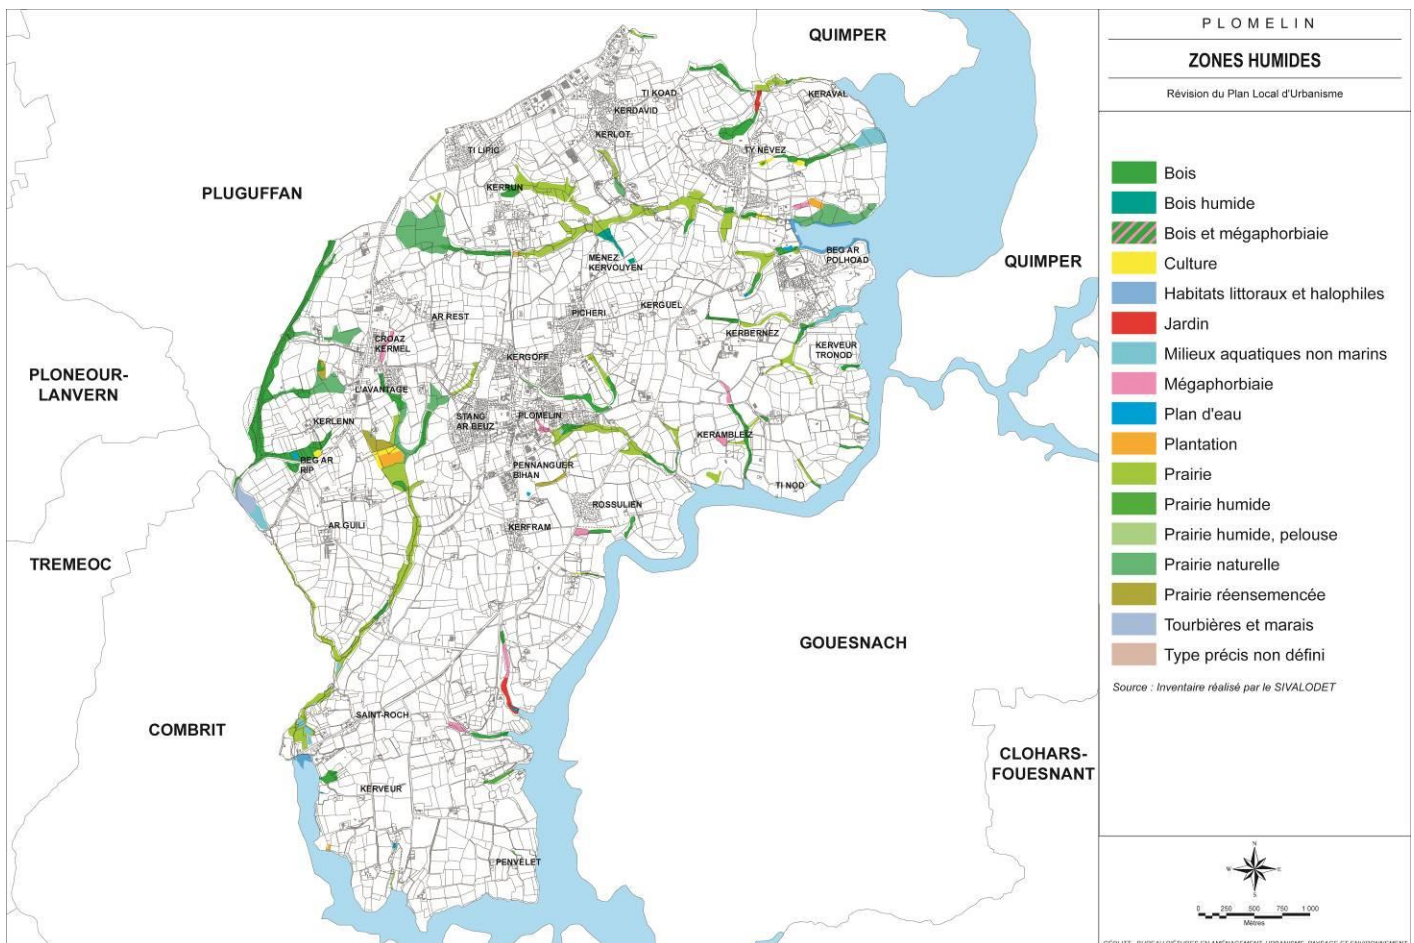 PLOMELIN
ZONES HUMIDES
Révision du Plan Local d'Urbanisme
Bois
Bois humide
Bois et mégaphorbiaie
Culture
Habitats littoraux et halophiles
Jardin
Milieux aquatiques non marins
Mégaphorbiaie
Plan d'eau
Plantation
Prairie
Prairie humide
Prairie humide, pelouse
Prairie naturelle
Prairie réensemencée
Tourbières et marais
Type précis non défini
Source : Inventaire réalisé par le SIVALODET
N
W
E
S
0 250 500 750 1 000
Mètres
QUIMPER
TI KOAD
KERAVAL
KERDAVID
KERLOT
TI LIPIC
TY NEVEZ
PLUGUFFAN
KERRUN
BEG AR
POLHOAD
MENEZ
KERVOUYEN
QUIMPER
KERGUEL
PICHERI
AR REST
KERBERNEZ
CROAZ
KERMEL
KERVEUR
TRONOD
KERGOFF
PLONEOUR-
LANVERN
L'AVANTAGE
STANG
AR BEUZ
PLOMELIN
KERLENN
KERAMBLEIZ
BEG AR
RIP
PENNANGUER
BIHAN
TI NOD
ROSSULIEN
AR GUILI
KERFRAM
TREMEOC
GOUESNACH
SAINT-ROCH
COMBRIT
CLOHARS-
FOUESNANT
KERVEUR
PENVELET